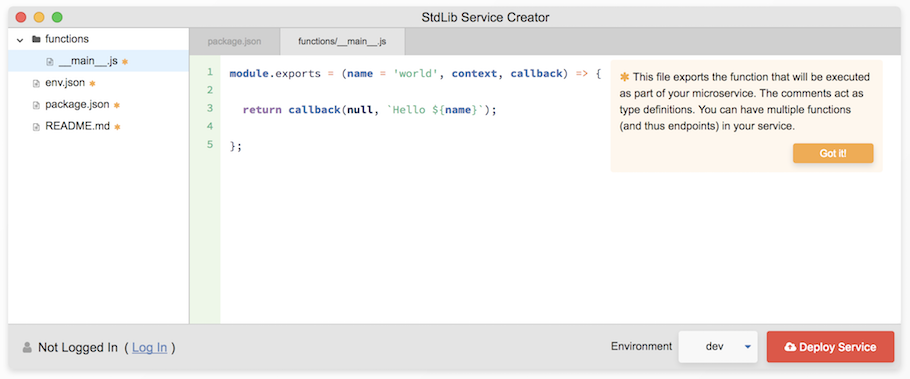 StdLib Service Creator
functions
__main__.js *
env.json *
package.json *
README.md *
package.json
functions/__main__.js
1 module.exports = (name = 'world', context, callback) => {
2
3 return callback(null, `Hello ${name}`);
4
5 };
* This file exports the function that will be executed
as part of your microservice. The comments act as
type definitions. You can have multiple functions
(and thus endpoints) in your service.
Got it!
Not Logged In ( Log In )
Environment
dev
Deploy Service